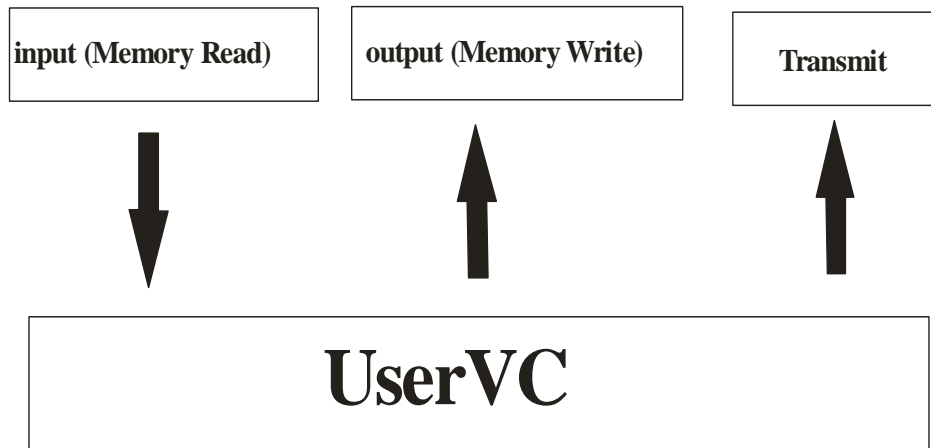 input (Memory Read)
output (Memory Write)
Transmit
UserVC